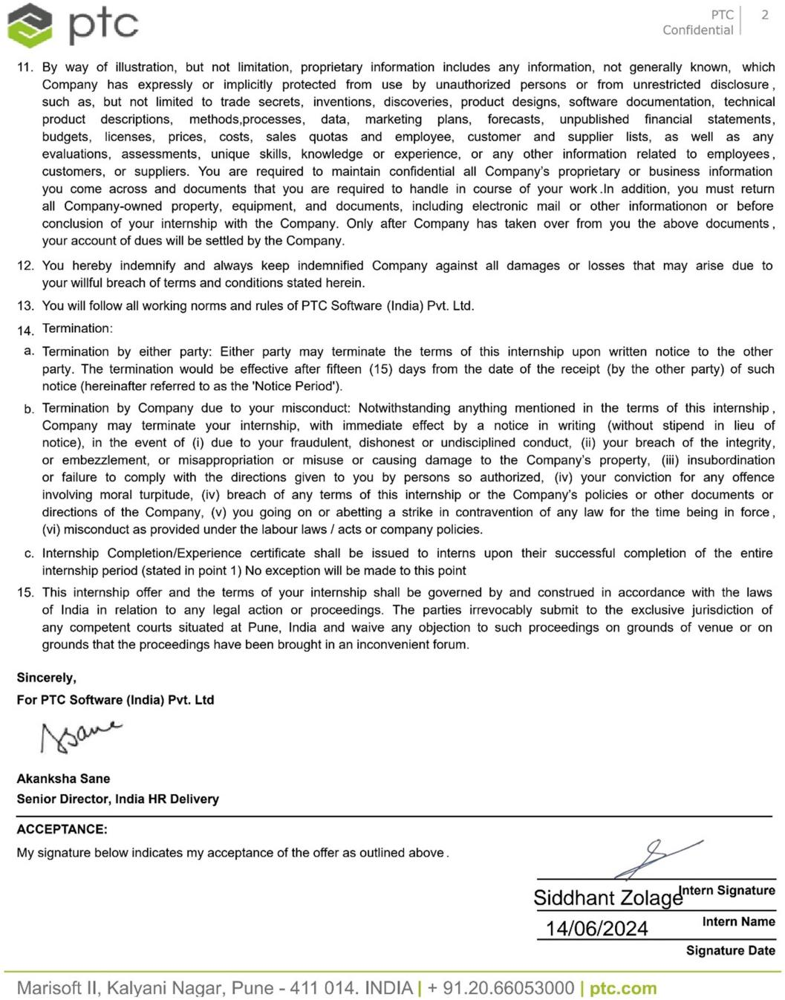 ptc
PTC
Confidential
2
11. By way of illustration, but not limitation, proprietary information includes any information, not generally known, which
Company has expressly or implicitly protected from use by unauthorized persons or from unrestricted disclosure,
such as, but not limited to trade secrets, inventions, discoveries, product designs, software documentation, technical
product descriptions, methods,processes, data, marketing plans, forecasts, unpublished financial statements,
budgets, licenses, prices, costs, sales quotas and employee, customer and supplier lists, as well as any
evaluations, assessments, unique skills, knowledge or experience, or any other information related to employees,
customers, or suppliers. You are required to maintain confidential all Company's proprietary or business information
you come across and documents that you are required to handle in course of your work.In addition, you must return
all Company-owned property, equipment, and documents, including electronic mail or other informationon or before
conclusion of your internship with the Company. Only after Company has taken over from you the above documents,
your account of dues will be settled by the Company.
12. You hereby indemnify and always keep indemnified Company against all damages or losses that may arise due to
your willful breach of terms and conditions stated herein.
13. You will follow all working norms and rules of PTC Software (India) Pvt. Ltd.
14. Termination:
a. Termination by either party: Either party may terminate the terms of this internship upon written notice to the other
party. The termination would be effective after fifteen (15) days from the date of the receipt (by the other party) of such
notice (hereinafter referred to as the 'Notice Period').
b. Termination by Company due to your misconduct: Notwithstanding anything mentioned in the terms of this internship,
Company may terminate your internship, with immediate effect by a notice in writing (without stipend in lieu of
notice), in the event of (i) due to your fraudulent, dishonest or undisciplined conduct, (ii) your breach of the integrity,
or embezzlement, or misappropriation or misuse or causing damage to the Company's property, (iii) insubordination
or failure to comply with the directions given to you by persons so authorized, (iv) your conviction for any offence
involving moral turpitude, (iv) breach of any terms of this internship or the Company's policies or other documents or
directions of the Company, (v) you going on or abetting a strike in contravention of any law for the time being in force,
(vi) misconduct as provided under the labour laws / acts or company policies.
c. Internship Completion/Experience certificate shall be issued to interns upon their successful completion of the entire
internship period (stated in point 1) No exception will be made to this point
15. This internship offer and the terms of your internship shall be governed by and construed in accordance with the laws
of India in relation to any legal action or proceedings. The parties irrevocably submit to the exclusive jurisdiction of
any competent courts situated at Pune, India and waive any objection to such proceedings on grounds of venue or on
grounds that the proceedings have been brought in an inconvenient forum.
Sincerely,
For PTC Software (India) Pvt. Ltd
Asane
Akanksha Sane
Senior Director, India HR Delivery
ACCEPTANCE:
My signature below indicates my acceptance of the offer as outlined above.
Intern Signature
Siddhant Zolage
Intern Name
14/06/2024
Signature Date
Marisoft II, Kalyani Nagar, Pune - 411 014. INDIA | + 91.20.66053000 | ptc.com